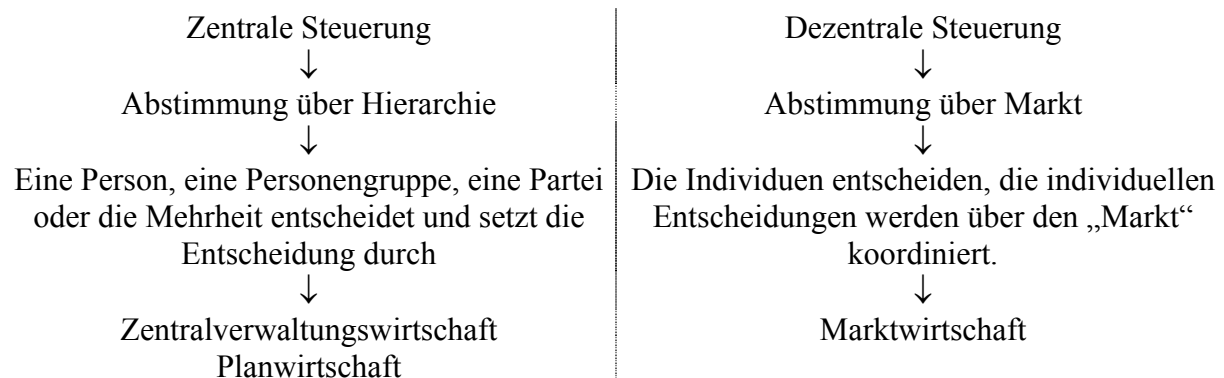 Zentrale Steuerung
↓
Abstimmung über Hierarchie
↓
Eine Person, eine Personengruppe, eine Partei
oder die Mehrheit entscheidet und setzt die
Entscheidung durch
↓
Zentralverwaltungswirtschaft
Planwirtschaft
Dezentrale Steuerung
↓
Abstimmung über Markt
↓
Die Individuen entscheiden, die individuellen
Entscheidungen werden über den „Markt“
koordiniert.
↓
Marktwirtschaft